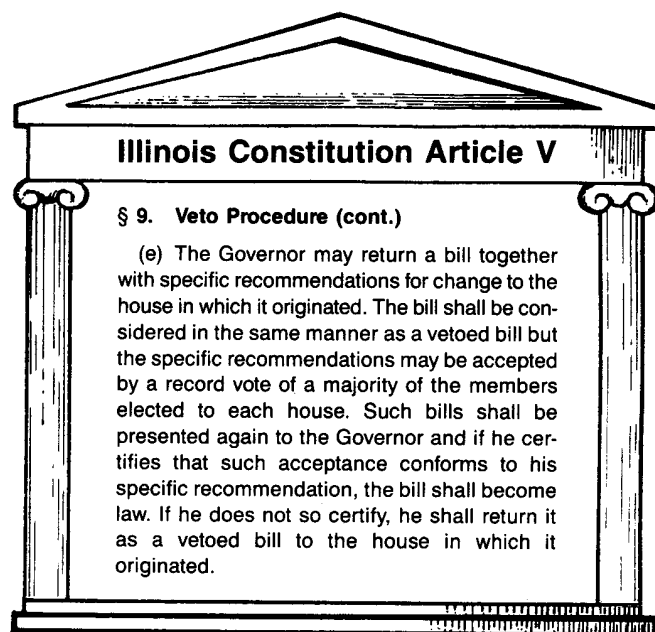 Illinois Constitution Article V
§ 9. Veto Procedure (cont.)
(e) The Governor may return a bill together
with specific recommendations for change to the
house in which it originated. The bill shall be con-
sidered in the same manner as a vetoed bill but
the specific recommendations may be accepted
by a record vote of a majority of the members
elected to each house. Such bills shall be
presented again to the Governor and if he cer-
tifies that such acceptance conforms to his
specific recommendation, the bill shall become
law. If he does not so certify, he shall return it
as a vetoed bill to the house in which it
originated.